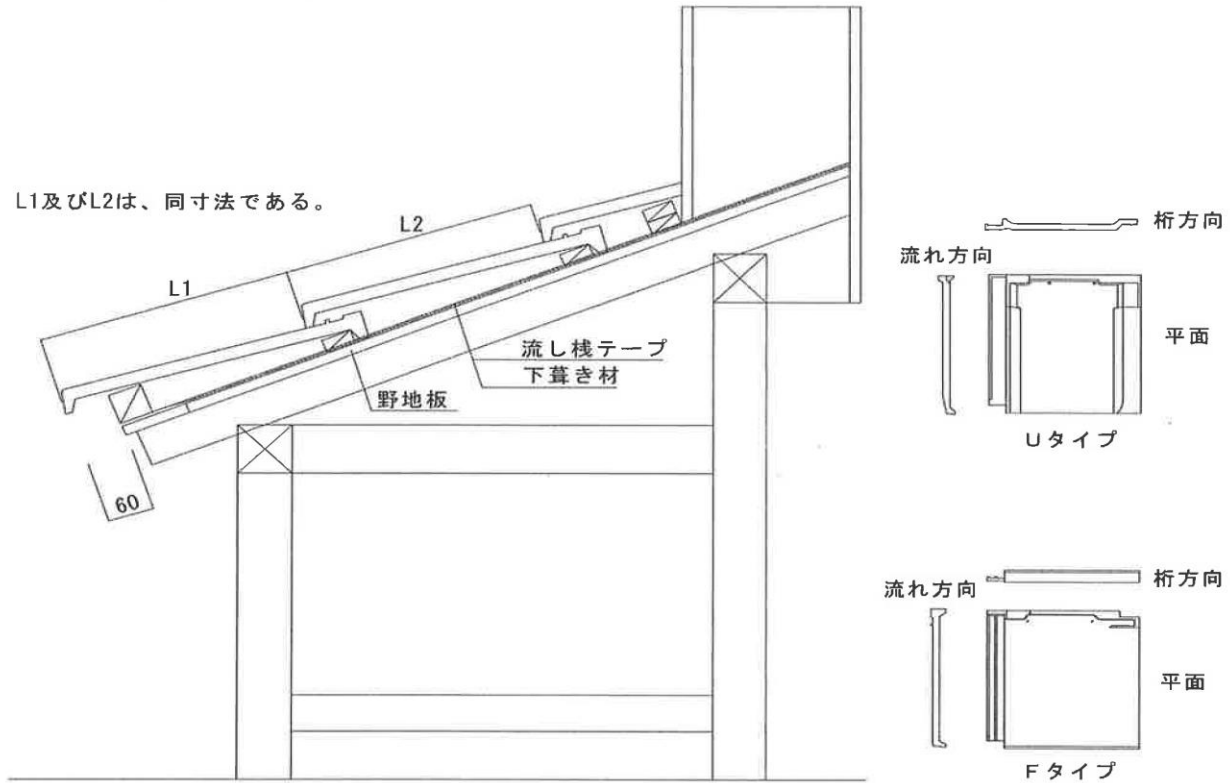 L1及びL2は、同寸法である。
L2
L1
流し桟テープ
下葺き材
野地板
60
桁方向
流れ方向
平面
Uタイプ
桁方向
流れ方向
平面
Fタイプ